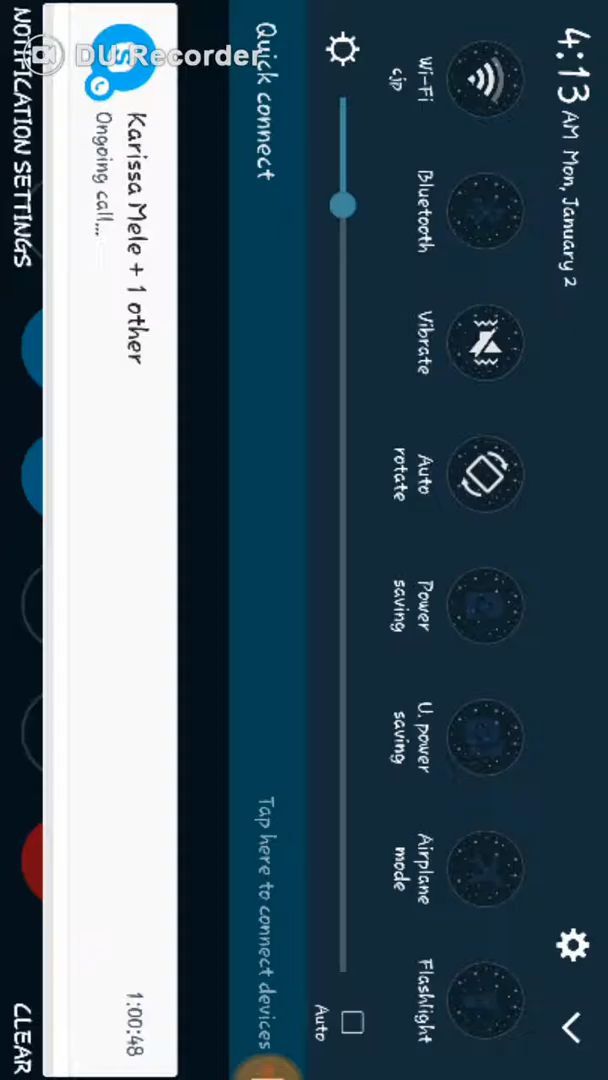 4:13 AM Mon, January 2
Wi-Fi
cjp
Bluetooth
Vibrate
Auto
rotate
Power
saving
U. power
saving
Airplane
mode
Flashlight
Auto
Quick connect
Tap here to connect devices
Karissa Mele + 1 other
1:00:48
Ongoing call...
NOTIFICATION SETTINGS
CLEAR
DU Recorder